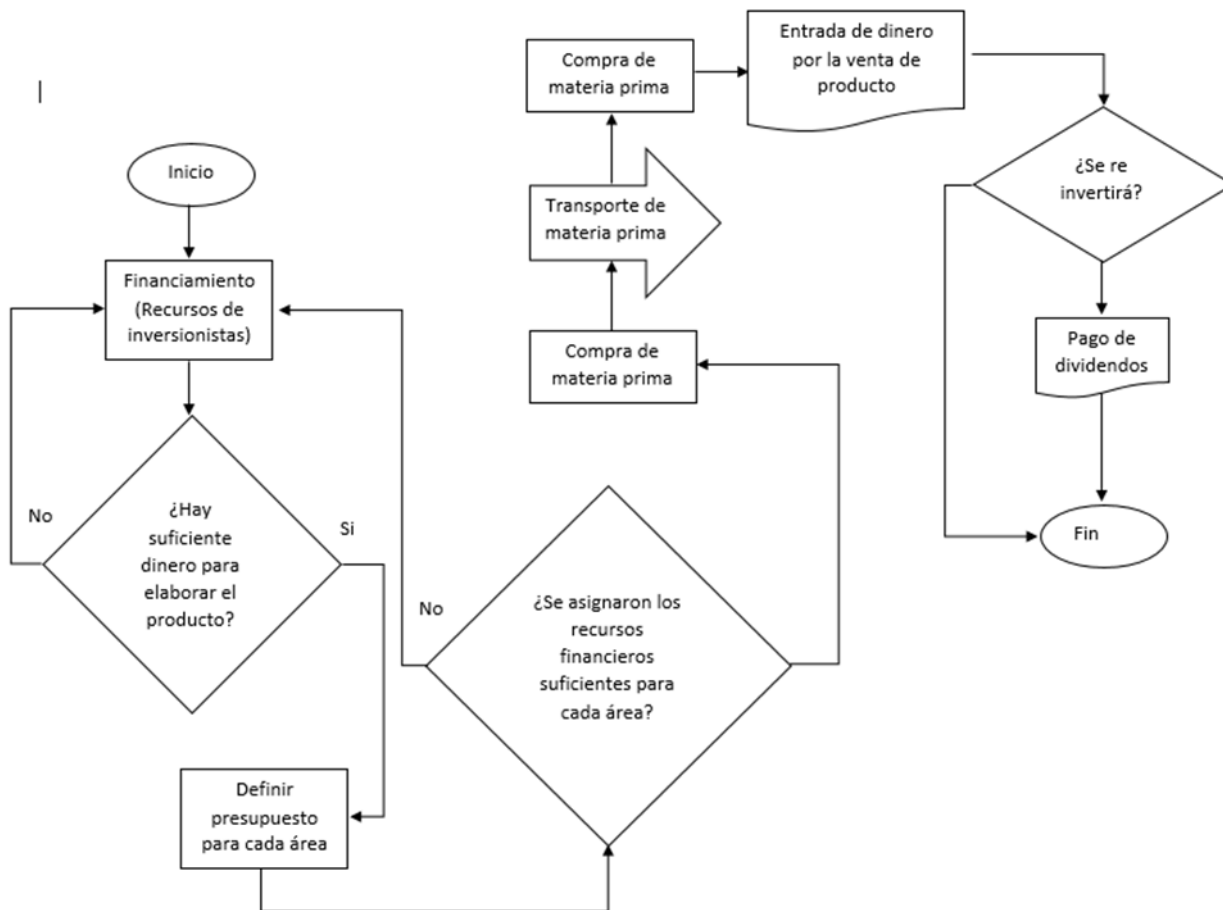 Inicio
Financiamiento
(Recursos de
inversionistas)
¿Hay
suficiente
dinero para
elaborar el
producto?
No
Si
Definir
presupuesto
para cada área
¿Se asignaron los
recursos
financieros
suficientes para
cada área?
No
Compra de
materia prima
Transporte de
materia prima
Compra de
materia prima
Entrada de dinero
por la venta de
producto
¿Se re
invertirá?
Pago de
dividendos
Fin